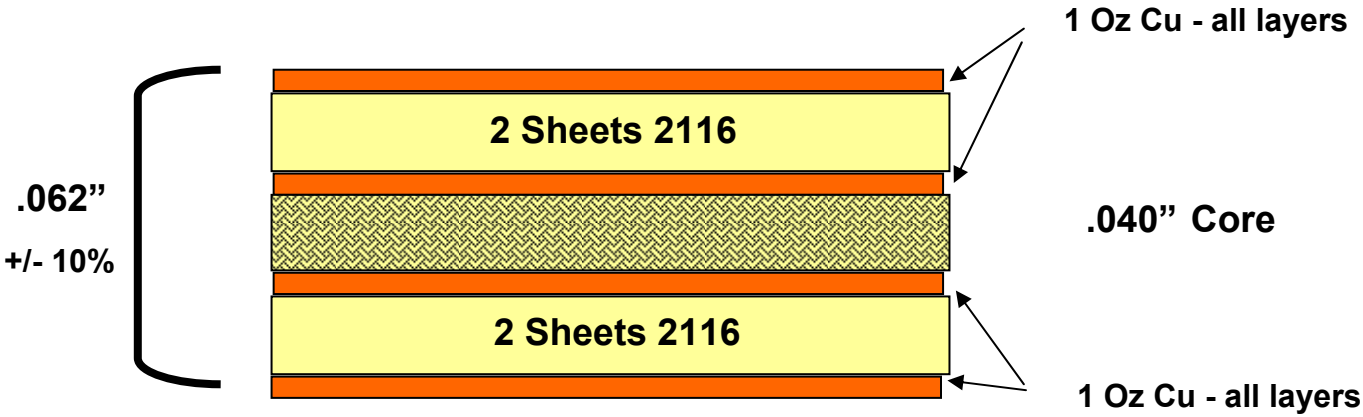 1 Oz Cu - all layers
2 Sheets 2116
.062”
+/- 10%
.040” Core
2 Sheets 2116
1 Oz Cu - all layers